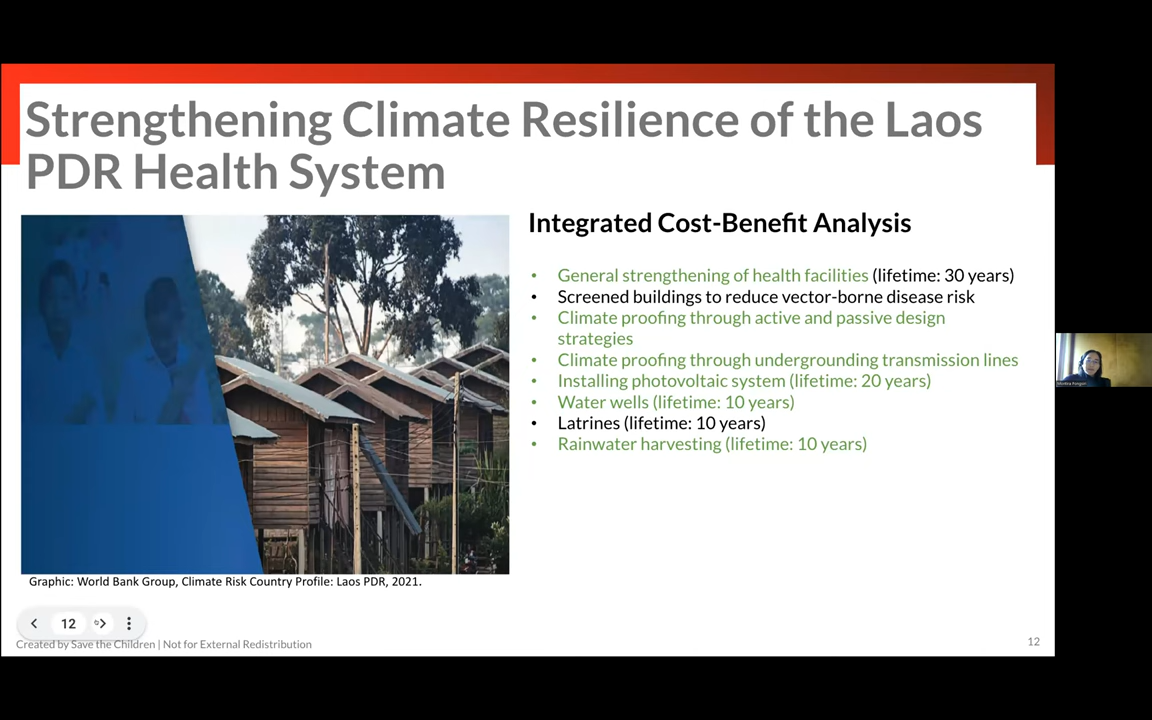 Strengthening Climate Resilience of the Laos
PDR Health System
Integrated Cost-Benefit Analysis
• General strengthening of health facilities (lifetime: 30 years)
• Screened buildings to reduce vector-borne disease risk
• Climate proofing through active and passive design
strategies
• Climate proofing through undergrounding transmission lines
• Installing photovoltaic system (lifetime: 20 years)
• Water wells (lifetime: 10 years)
• Latrines (lifetime: 10 years)
• Rainwater harvesting (lifetime: 10 years)
Graphic: World Bank Group, Climate Risk Country Profile: Laos PDR, 2021.
12
Created by Save the Children | Not for External Redistribution
12